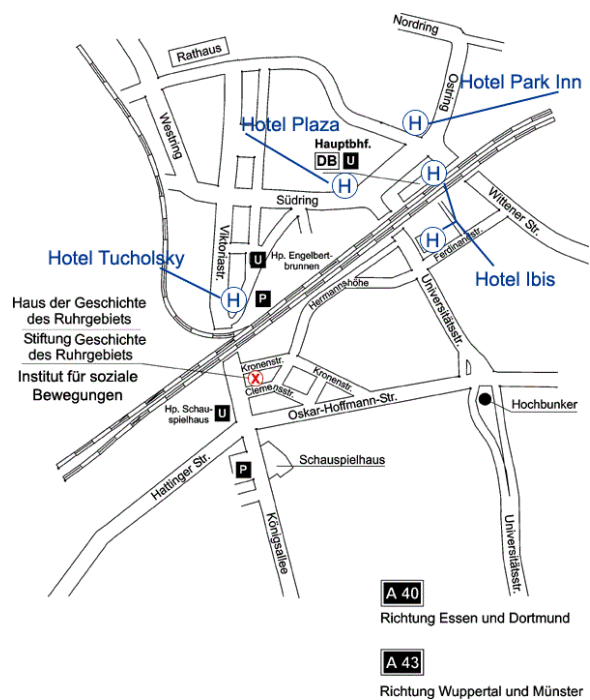 Nordring
Rathaus
Ostring
Hotel Park Inn
Westring
Hotel Plaza
H
Hauptbhf.
DB U
H
H
Südring
Wittener Str.
Viktoriastr.
Hotel Tucholsky
U
Hp. Engelbert-
brunnen
H
Ferdinandstr.
Hotel Ibis
H
P
Hermannshöhe
Universitätsstr.
Haus der Geschichte
des Ruhrgebiets
Stiftung Geschichte
des Ruhrgebiets
Institut für soziale
Bewegungen
Kronenstr.
X
Kronenstr.
Clemensstr.
Hp. Schau-
spielhaus
U
Oskar-Hoffmann-Str.
Hochbunker
Hattinger Str.
P
Schauspielhaus
Königsallee
Universitätsstr.
A 40
Richtung Essen und Dortmund
A 43
Richtung Wuppertal und Münster